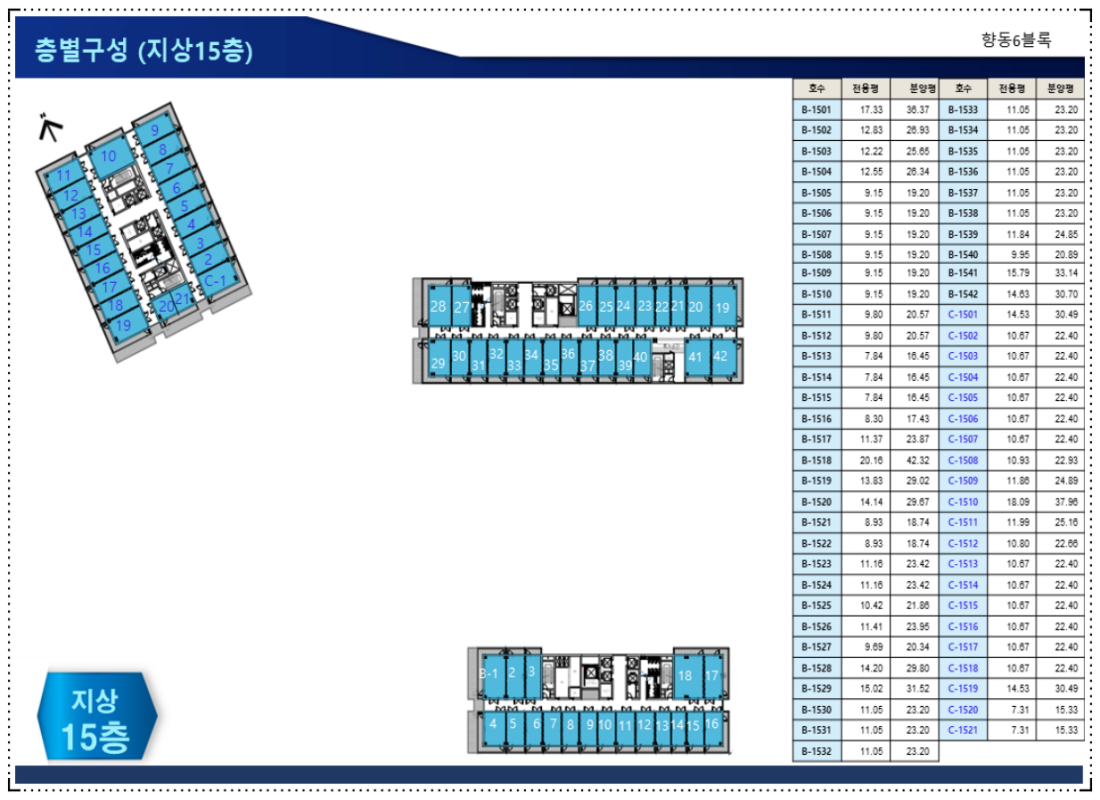 층별구성 (지상15층)
향동6블록
호수 전용평 분양평 호수 전용평 분양평
B-1501 17.33 36.37 B-1533 11.05 23.20
B-1502 12.83 26.93 B-1534 11.05 23.20
B-1503 12.22 25.65 B-1535 11.05 23.20
B-1504 12.55 26.34 B-1536 11.05 23.20
B-1505 9.15 19.20 B-1537 11.05 23.20
B-1506 9.15 19.20 B-1538 11.05 23.20
B-1507 9.15 19.20 B-1539 11.84 24.85
B-1508 9.15 19.20 B-1540 9.95 20.89
B-1509 9.15 19.20 B-1541 15.79 33.14
B-1510 9.15 19.20 B-1542 14.63 30.70
B-1511 9.80 20.57 C-1501 14.53 30.49
B-1512 9.80 20.57 C-1502 10.67 22.40
B-1513 7.84 16.45 C-1503 10.67 22.40
B-1514 7.84 16.45 C-1504 10.67 22.40
B-1515 7.84 16.45 C-1505 10.67 22.40
B-1516 8.30 17.43 C-1506 10.67 22.40
B-1517 11.37 23.87 C-1507 10.67 22.40
B-1518 20.16 42.32 C-1508 10.93 22.93
B-1519 13.83 29.02 C-1509 11.86 24.89
B-1520 14.14 29.67 C-1510 18.09 37.96
B-1521 8.93 18.74 C-1511 11.99 25.16
B-1522 8.93 18.74 C-1512 10.80 22.66
B-1523 11.16 23.42 C-1513 10.67 22.40
B-1524 11.16 23.42 C-1514 10.67 22.40
B-1525 10.42 21.86 C-1515 10.67 22.40
B-1526 11.41 23.95 C-1516 10.67 22.40
B-1527 9.69 20.34 C-1517 10.67 22.40
B-1528 14.20 29.80 C-1518 10.67 22.40
B-1529 15.02 31.52 C-1519 14.53 30.49
B-1530 11.05 23.20 C-1520 7.31 15.33
B-1531 11.05 23.20 C-1521 7.31 15.33
B-1532 11.05 23.20
9
10 8
11 7
12 6
13 5
14 4
15 3
16 2
17 C-1
18 20 21
19
28 27 26 25 24 23 22 21 20 19
29 30 31 32 33 34 35 36 37 38 39 40 41 42
B-1 2 3 18 17
4 5 6 7 8 9 10 11 12 13 14 15 16
지상
15층